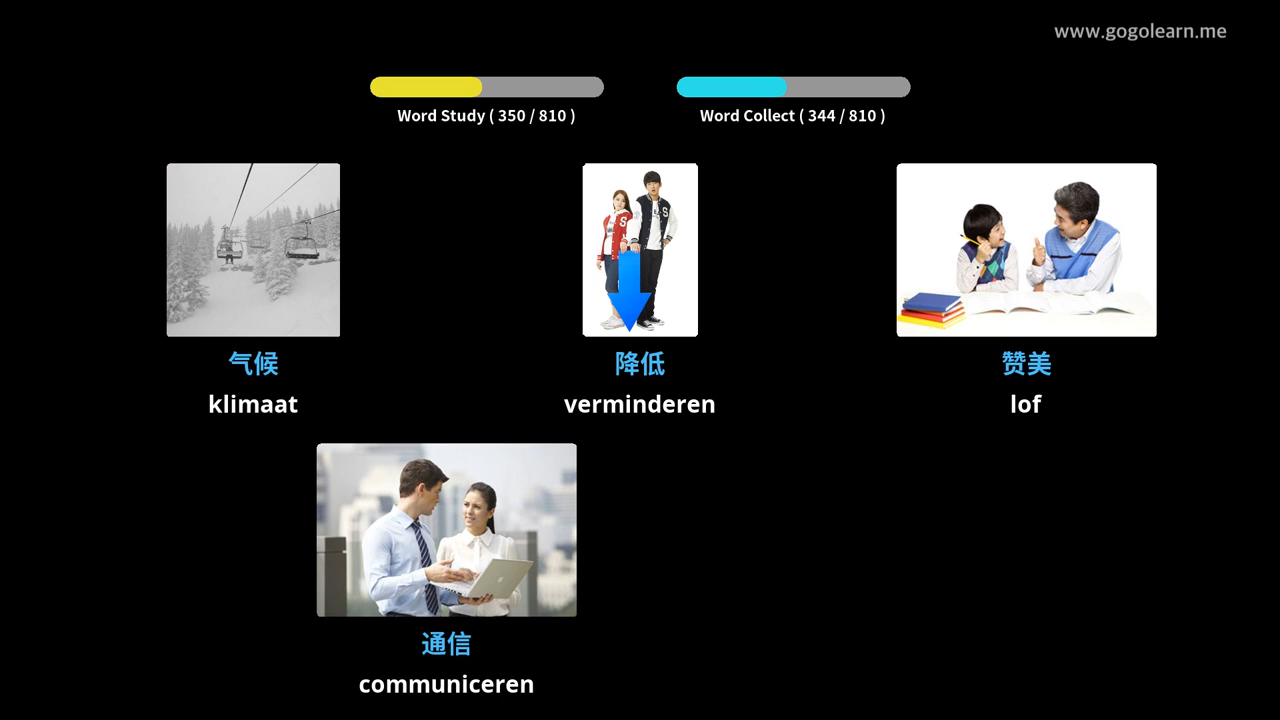 www.gogolearn.me
Word Study ( 350 / 810 )
Word Collect ( 344 / 810 )
气候
klimaat
降低
verminderen
赞美
lof
通信
communiceren